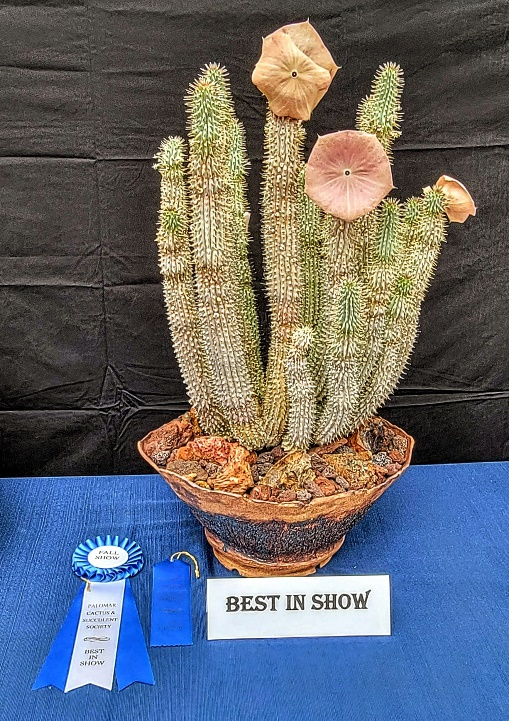 FALL
SHOW
PALOMAR
CACTUS &
SUCCULENT
SOCIETY
BEST
IN
SHOW
BEST IN SHOW